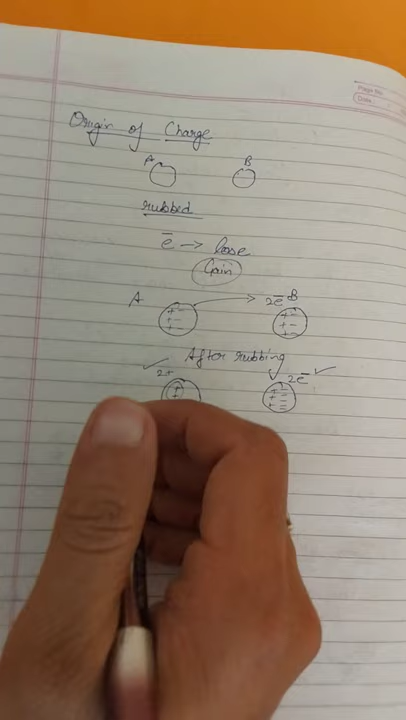 Page No.
Date
Origin of Charge
A B
rubbed
e̅ → lose
Gain
A 2e̅ B
+ − + −
+ − + −
+ − + −
After rubbing
2+ 2e̅